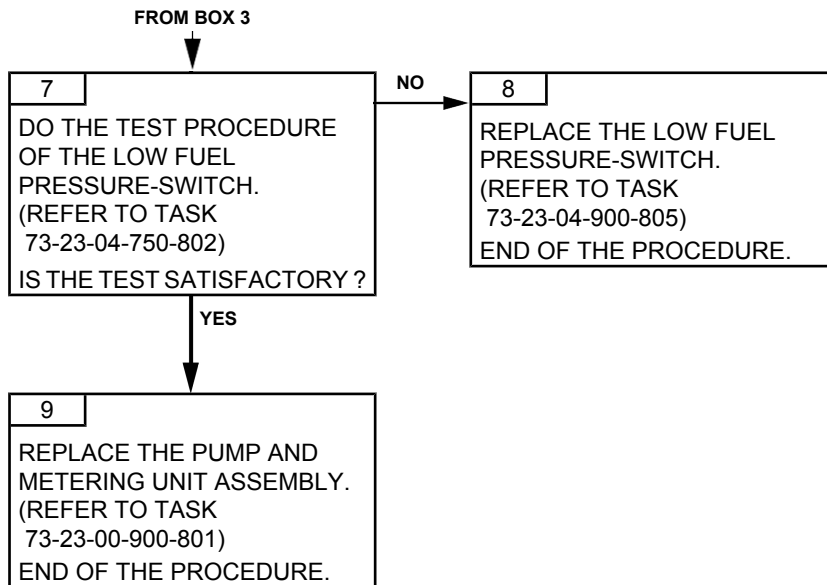 FROM BOX 3
7
DO THE TEST PROCEDURE
OF THE LOW FUEL
PRESSURE-SWITCH.
(REFER TO TASK
73-23-04-750-802)
IS THE TEST SATISFACTORY ?
NO
8
REPLACE THE LOW FUEL
PRESSURE-SWITCH.
(REFER TO TASK
73-23-04-900-805)
END OF THE PROCEDURE.
YES
9
REPLACE THE PUMP AND
METERING UNIT ASSEMBLY.
(REFER TO TASK
73-23-00-900-801)
END OF THE PROCEDURE.